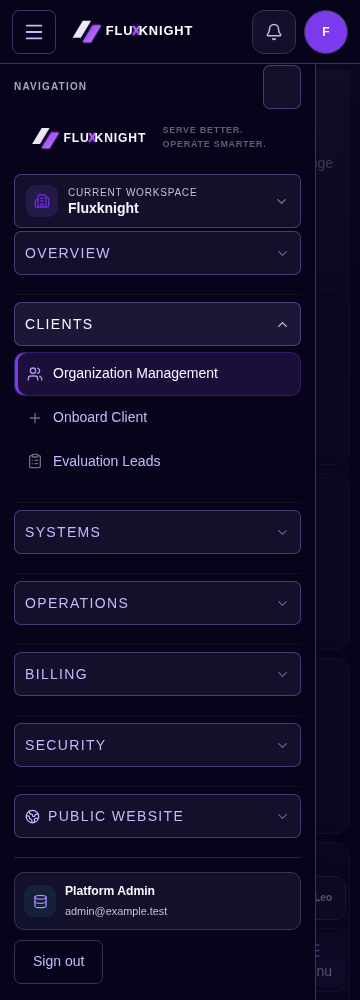 FLUXKNIGHT
F
NAVIGATION
FLUXKNIGHT
SERVE BETTER.
OPERATE SMARTER.
CURRENT WORKSPACE
Fluxknight
OVERVIEW
CLIENTS
Organization Management
Onboard Client
Evaluation Leads
SYSTEMS
OPERATIONS
BILLING
SECURITY
PUBLIC WEBSITE
Platform Admin
admin@example.test
Leo
Sign out